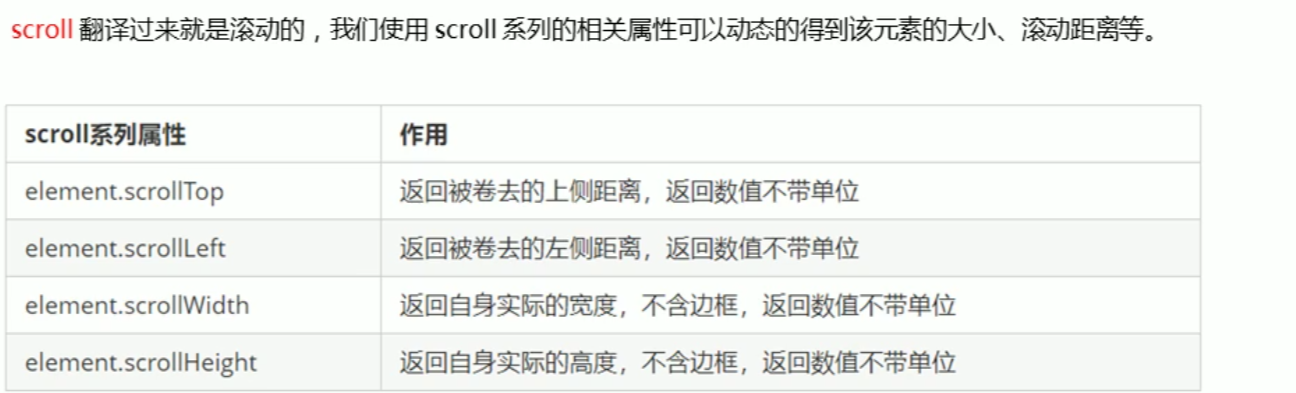 scroll 翻译过来就是滚动的，我们使用 scroll 系列的相关属性可以动态的得到该元素的大小、滚动距离等。
scroll系列属性 作用
element.scrollTop 返回被卷去的上侧距离，返回数值不带单位
element.scrollLeft 返回被卷去的左侧距离，返回数值不带单位
element.scrollWidth 返回自身实际的宽度，不含边框，返回数值不带单位
element.scrollHeight 返回自身实际的高度，不含边框，返回数值不带单位